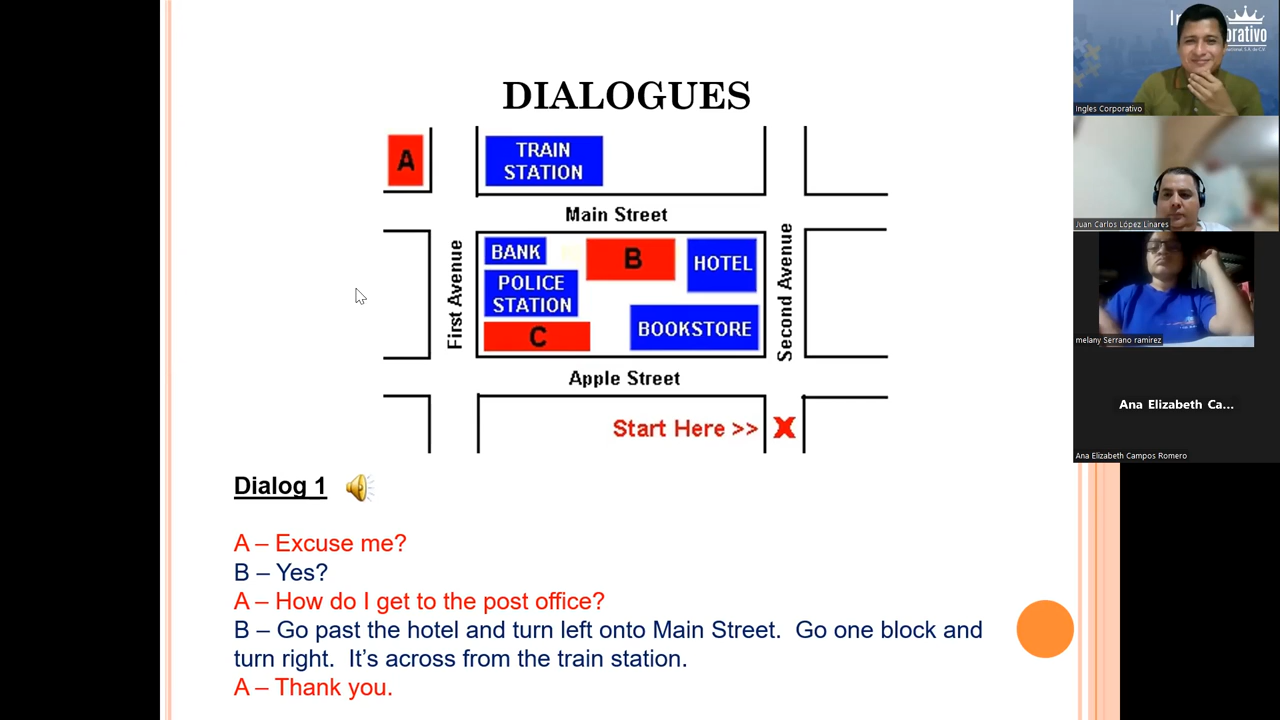 DIALOGUES
A
TRAIN
STATION
Main Street
First Avenue
BANK
POLICE
STATION
C
B
HOTEL
BOOKSTORE
Second Avenue
Apple Street
Start Here >> X
Dialog 1
A – Excuse me?
B – Yes?
A – How do I get to the post office?
B – Go past the hotel and turn left onto Main Street. Go one block and
turn right. It's across from the train station.
A – Thank you.
Ingles Corporativo
Juan Carlos López Linares
melany Serrano ramirez
Ana Elizabeth Ca...
Ana Elizabeth Campos Romero